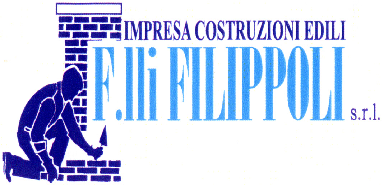 IMPRESA COSTRUZIONI EDILI
F.lli FILIPPOLI s.r.l.